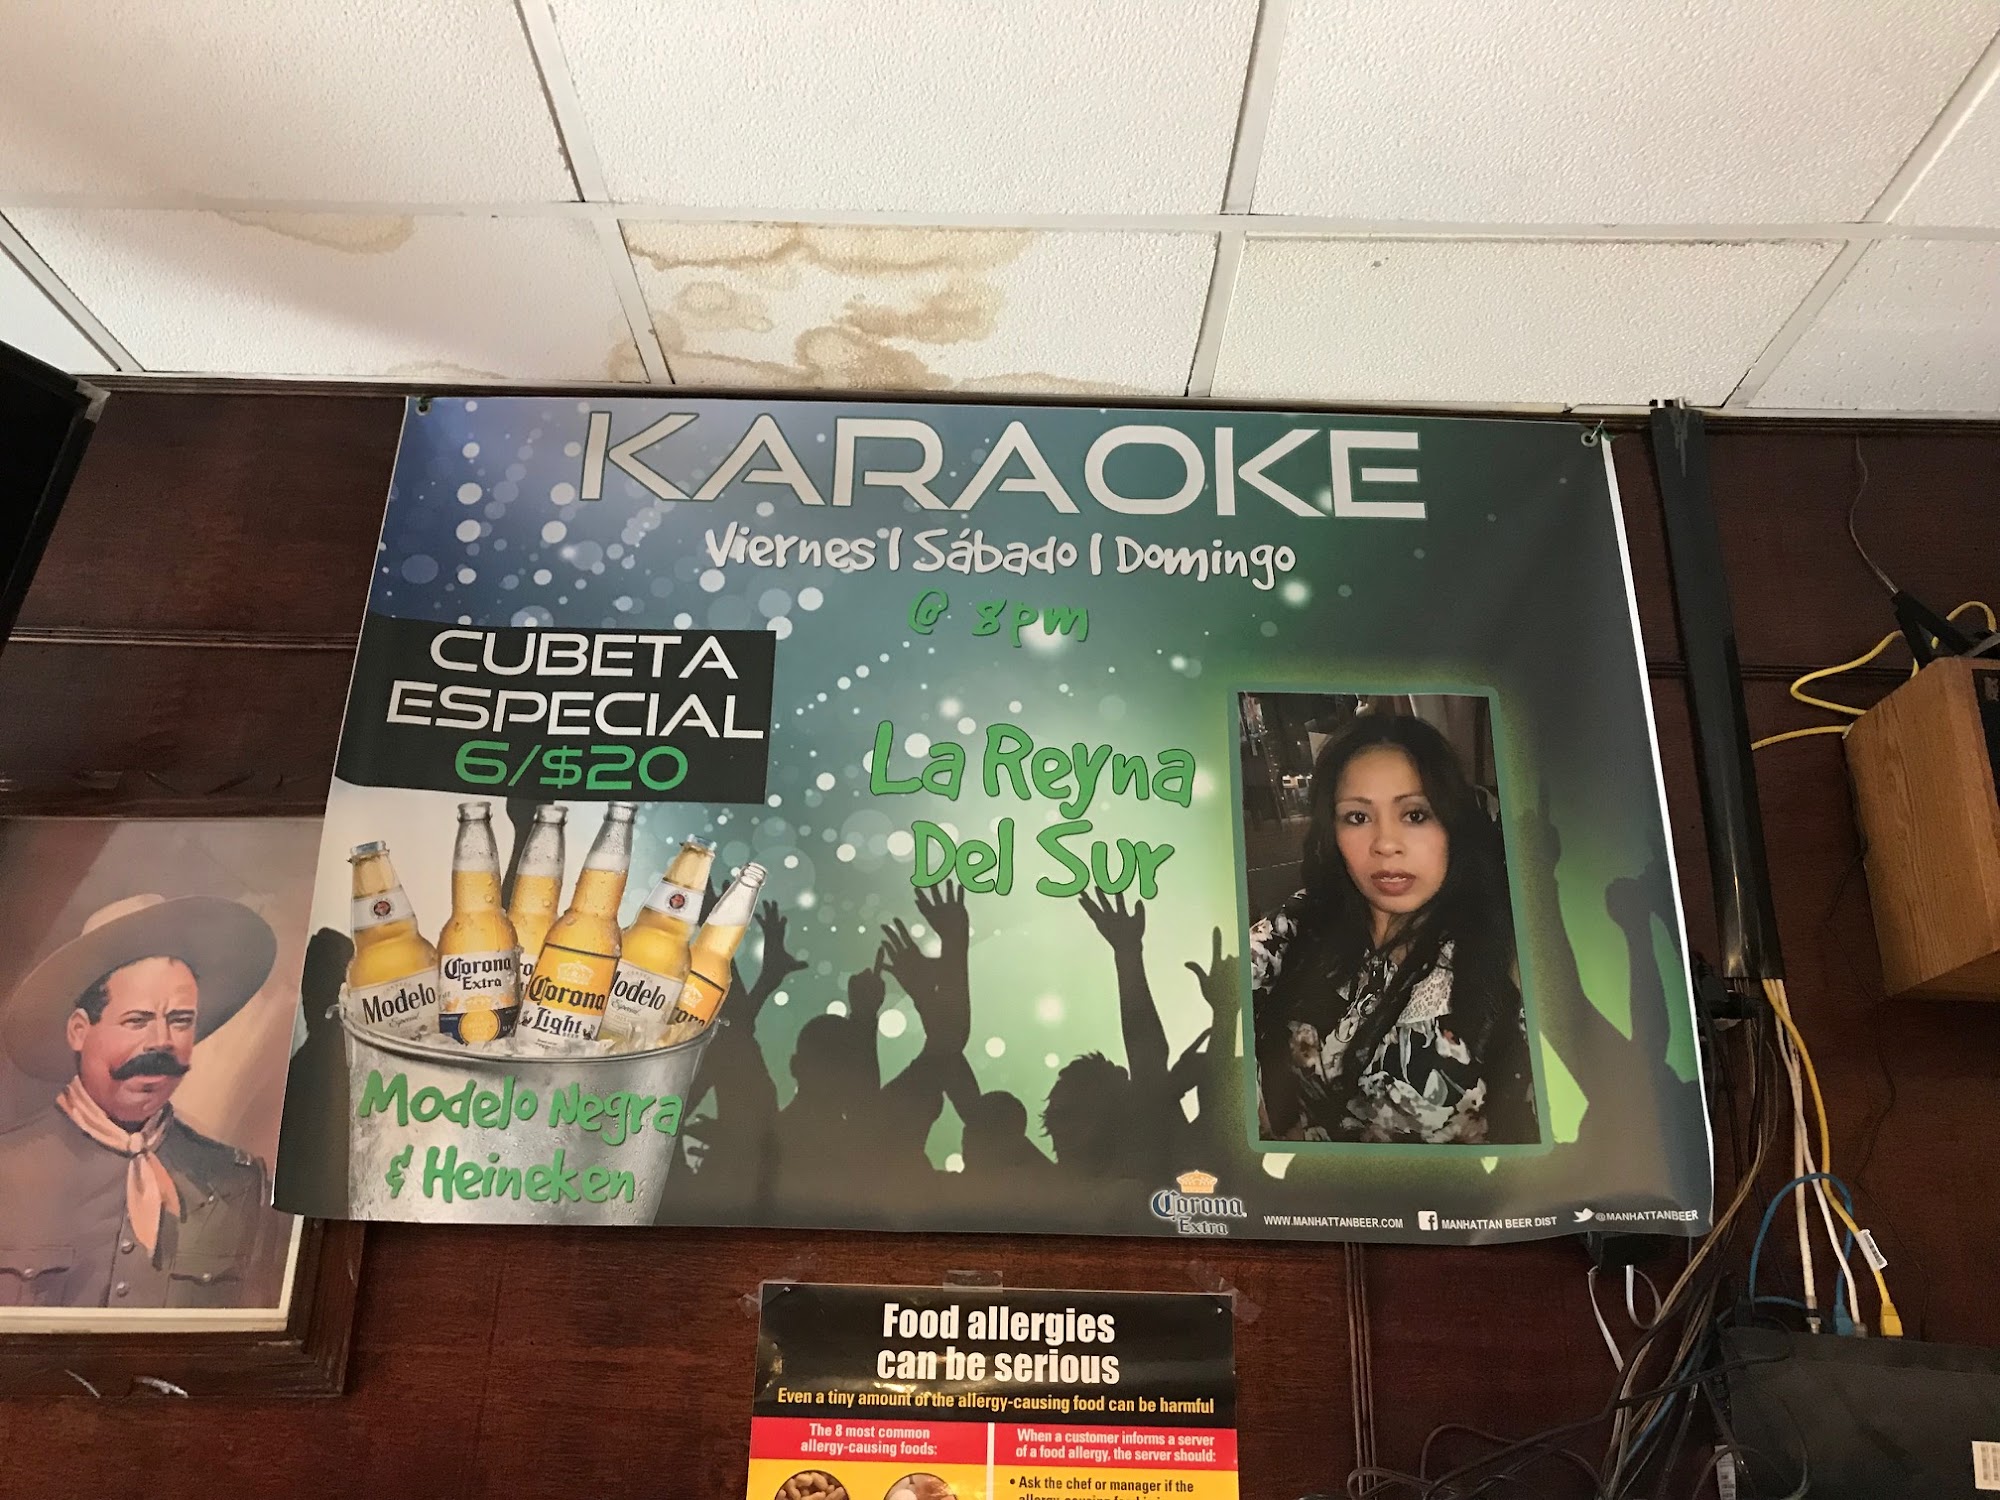 KARAOKE
Viernes | Sábado | Domingo
@ 8pm
CUBETA
ESPECIAL
6/$20
La Reyna
Del Sur
Modelo
Especial
Corona
Extra
Corona
Light
Modelo
Modelo Negra
& Heineken
Corona
Extra
WWW.MANHATTANBEER.COM
MANHATTAN BEER DIST
@MANHATTANBEER
Food allergies
can be serious
Even a tiny amount of the allergy-causing food can be harmful
The 8 most common
allergy-causing foods:
When a customer informs a server
of a food allergy, the server should:
• Ask the chef or manager if the